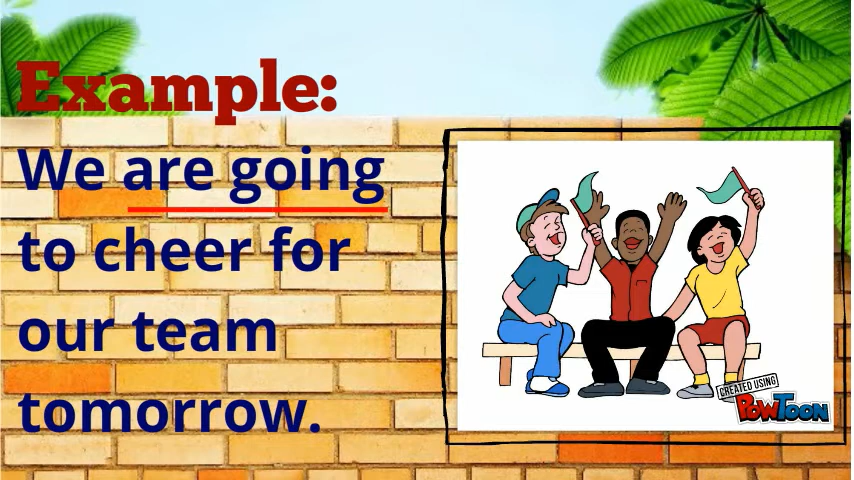 Example:
We are going
to cheer for
our team
tomorrow.
CREATED USING
POWTOON